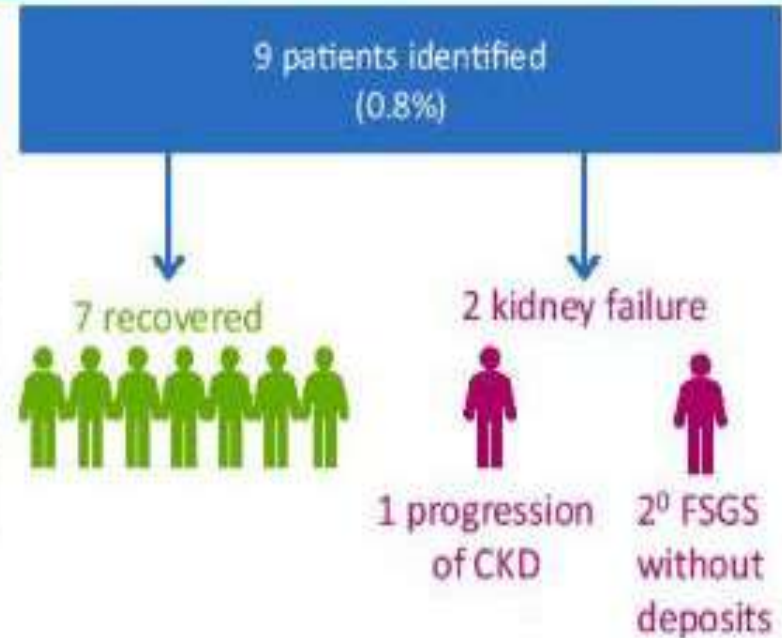 9 patients identified
(0.8%)
7 recovered
2 kidney failure
1 progression
of CKD
2⁰ FSGS
without
deposits